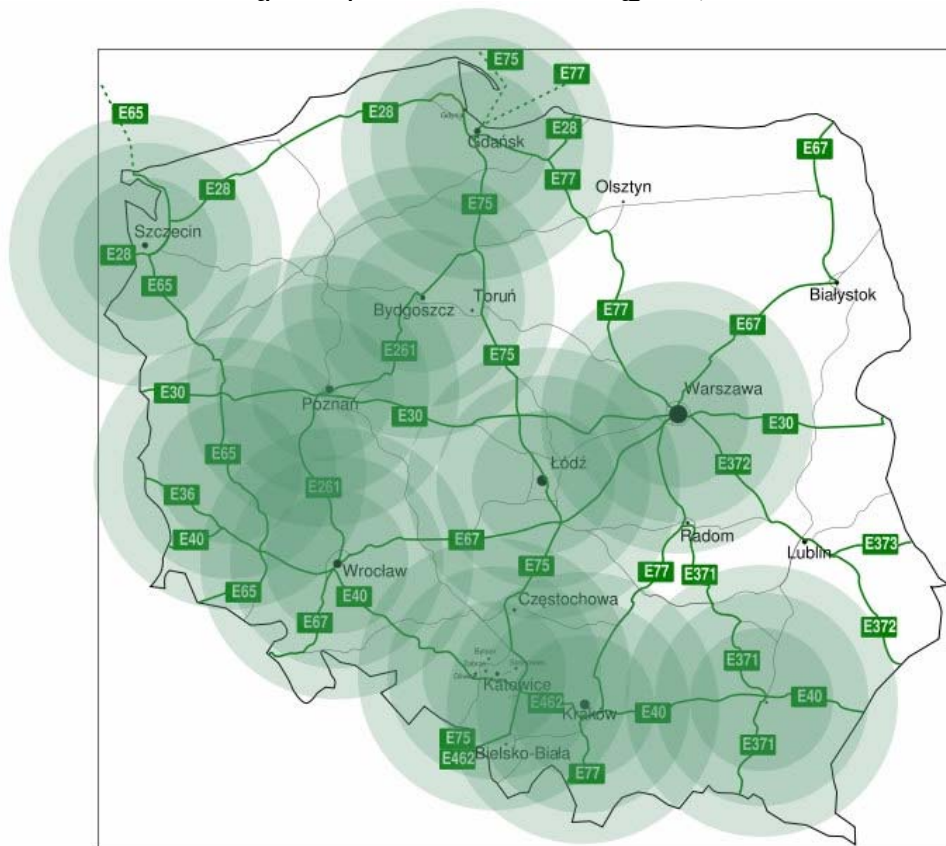 E75
E77
E65
E28
E28
Gdańsk
E77
E67
E28
Olsztyn
E75
Szczecin
E28
E65
Białystok
Bydgoszcz
Toruń
E77
E67
E261
E75
Warszawa
E30
Poznań
E30
E30
E65
Łódź
E372
E36
E261
E40
E67
Radom
Lublin
E373
E75
Wrocław
E77
E371
E65
E40
Częstochowa
E67
E372
E371
Katowice
E462
Kraków
E40
E40
E75
E462
Bielsko-Biała
E371
E77